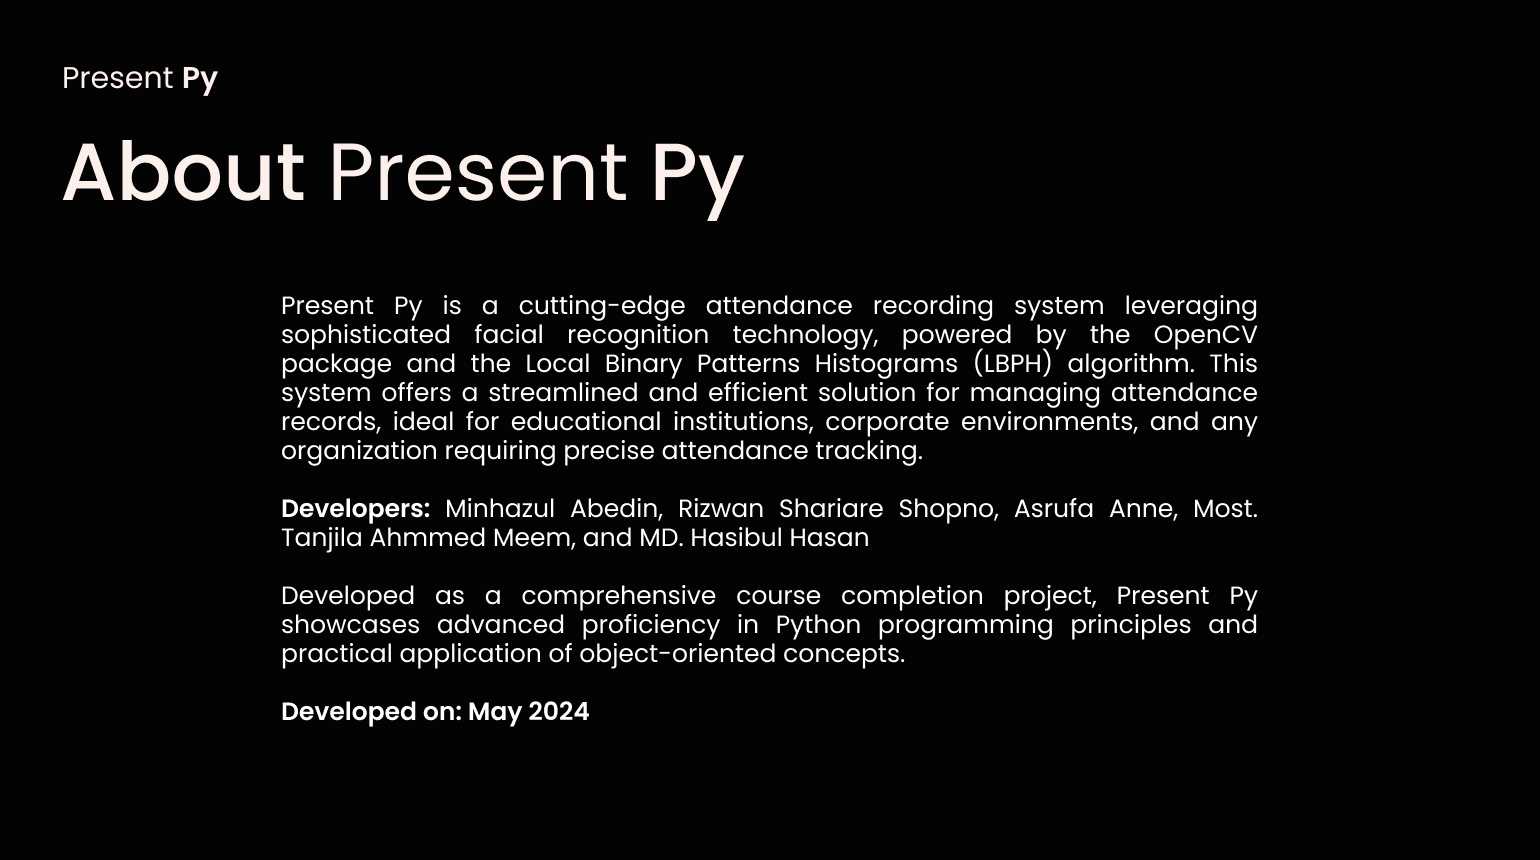 Present Py
About Present Py
Present Py is a cutting-edge attendance recording system leveraging
sophisticated facial recognition technology, powered by the OpenCV
package and the Local Binary Patterns Histograms (LBPH) algorithm. This
system offers a streamlined and efficient solution for managing attendance
records, ideal for educational institutions, corporate environments, and any
organization requiring precise attendance tracking.
Developers: Minhazul Abedin, Rizwan Shariare Shopno, Asrufa Anne, Most.
Tanjila Ahmmed Meem, and MD. Hasibul Hasan
Developed as a comprehensive course completion project, Present Py
showcases advanced proficiency in Python programming principles and
practical application of object-oriented concepts.
Developed on: May 2024